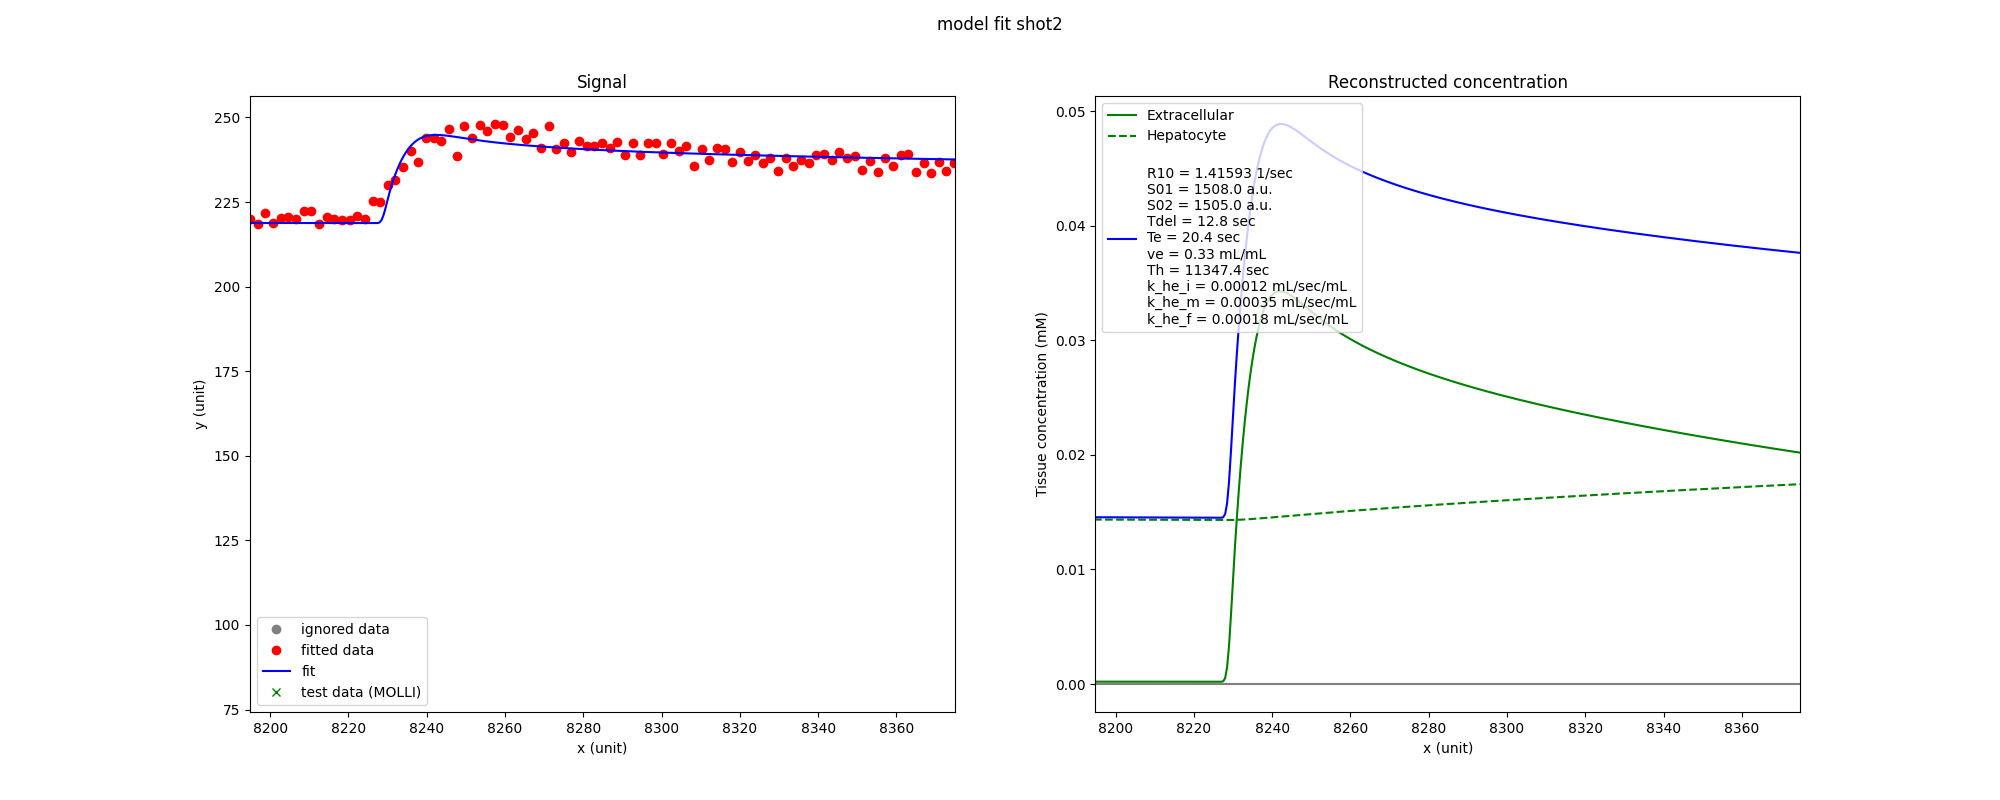 model fit shot2
Signal
250
225
200
175
150
125
100
75
y (unit)
ignored data
fitted data
fit
test data (MOLLI)
8200 8220 8240 8260 8280 8300 8320 8340 8360
x (unit)
Reconstructed concentration
0.05
0.04
0.03
0.02
0.01
0.00
Tissue concentration (mM)
Extracellular
Hepatocyte
R10 = 1.41593 1/sec
S01 = 1508.0 a.u.
S02 = 1505.0 a.u.
Tdel = 12.8 sec
Te = 20.4 sec
ve = 0.33 mL/mL
Th = 11347.4 sec
k_he_i = 0.00012 mL/sec/mL
k_he_m = 0.00035 mL/sec/mL
k_he_f = 0.00018 mL/sec/mL
8200 8220 8240 8260 8280 8300 8320 8340 8360
x (unit)